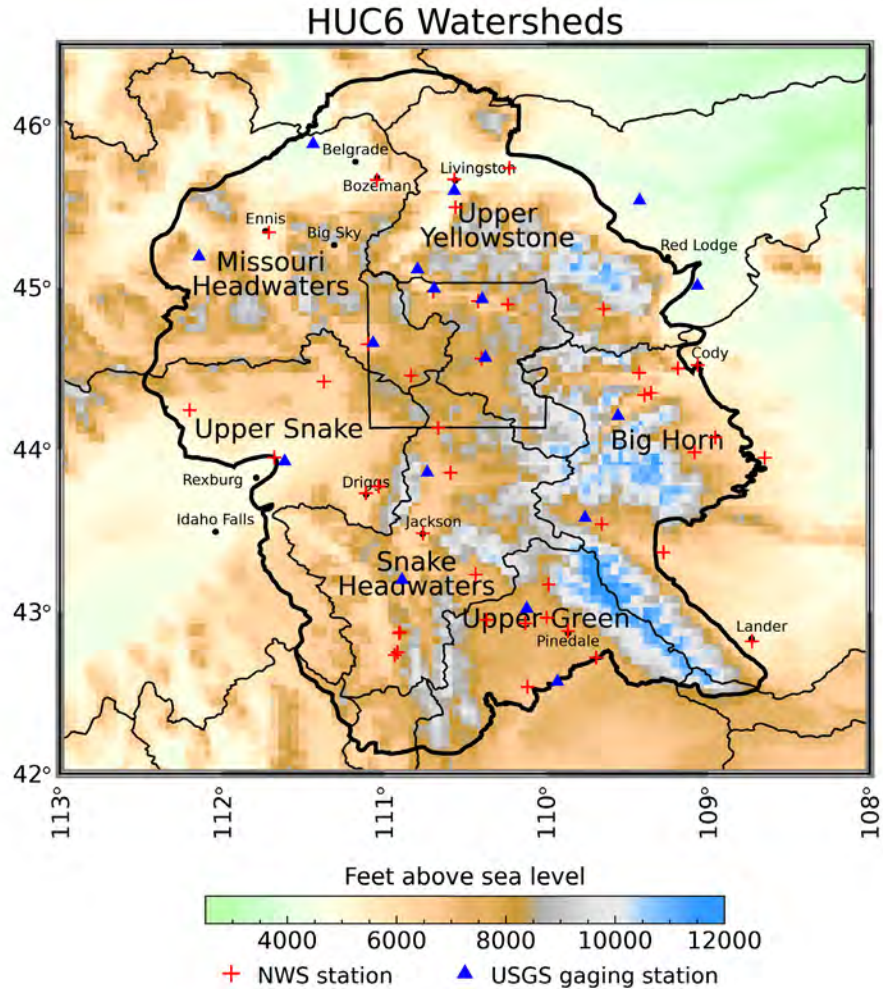 HUC6 Watersheds
46°
45°
44°
43°
42°
Belgrade
Bozeman
Livingston
Ennis
Big Sky
Upper
Yellowstone
Red Lodge
Missouri
Headwaters
Cody
Upper Snake
Big Horn
Rexburg
Driggs
Idaho Falls
Jackson
Snake
Headwaters
Upper Green
Pinedale
Lander
113°
112°
111°
110°
109°
108°
Feet above sea level
4000 6000 8000 10000 12000
NWS station USGS gaging station